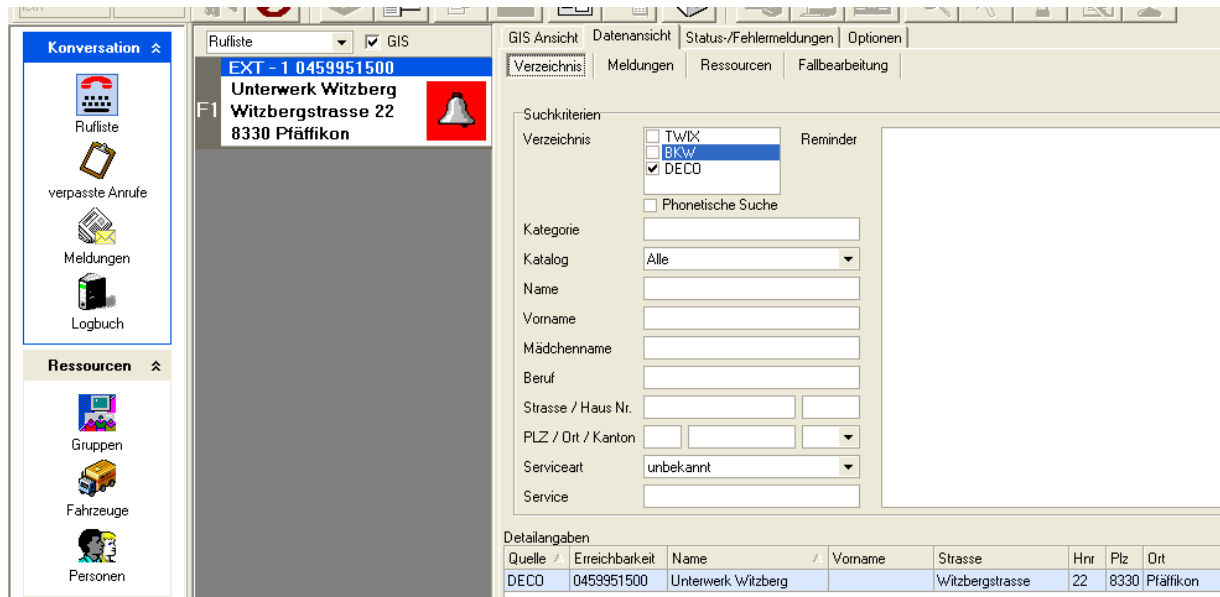 Konversation
Rufliste
verpasste Anrufe
Meldungen
Logbuch
Ressourcen
Gruppen
Fahrzeuge
Personen
Rufliste GIS
EXT - 1 0459951500
F1
Unterwerk Witzberg
Witzbergstrasse 22
8330 Pfäffikon
GIS Ansicht Datenansicht Status-/Fehlermeldungen Optionen
Verzeichnis Meldungen Ressourcen Fallbearbeitung
Suchkriterien
Verzeichnis TWIX Reminder
BKW
DECO
Phonetische Suche
Kategorie
Katalog Alle
Name
Vorname
Mädchenname
Beruf
Strasse / Haus Nr.
PLZ / Ort / Kanton
Serviceart unbekannt
Service
Detailangaben
Quelle Erreichbarkeit Name Vorname Strasse Hnr Plz Ort
DECO 0459951500 Unterwerk Witzberg Witzbergstrasse 22 8330 Pfäffikon